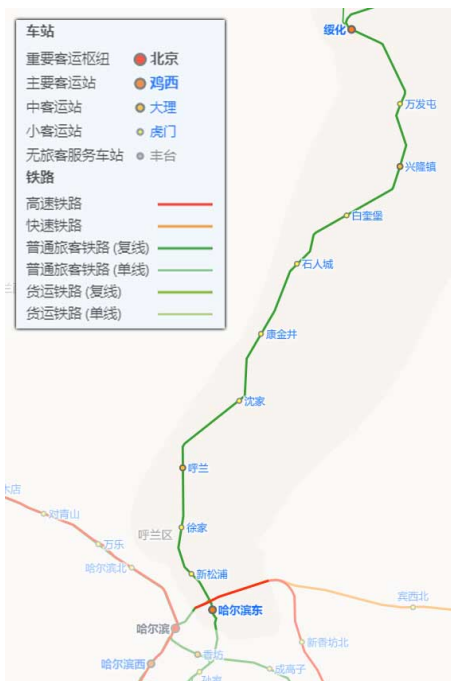 车站
重要客运枢纽 北京
主要客运站 鸡西
中客运站 大理
小客运站 虎门
无旅客服务车站 丰台
铁路
高速铁路
快速铁路
普通旅客铁路 (复线)
普通旅客铁路 (单线)
货运铁路 (复线)
货运铁路 (单线)
绥化
万发屯
兴隆镇
白奎堡
石人城
康金井
沈家
呼兰
木店
对青山
呼兰区
徐家
万乐
哈尔滨北
新松浦
宾西北
哈尔滨东
哈尔滨
新香坊北
香坊
哈尔滨西
成高子